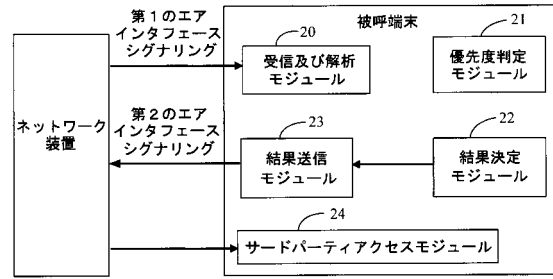 第1のエア
インタフェース
シグナリング
被呼端末
20
受信及び解析
モジュール
21
優先度判定
モジュール
ネットワーク
装置
第2のエア
インタフェース
シグナリング
23
結果送信
モジュール
22
結果決定
モジュール
24
サードパーティアクセスモジュール